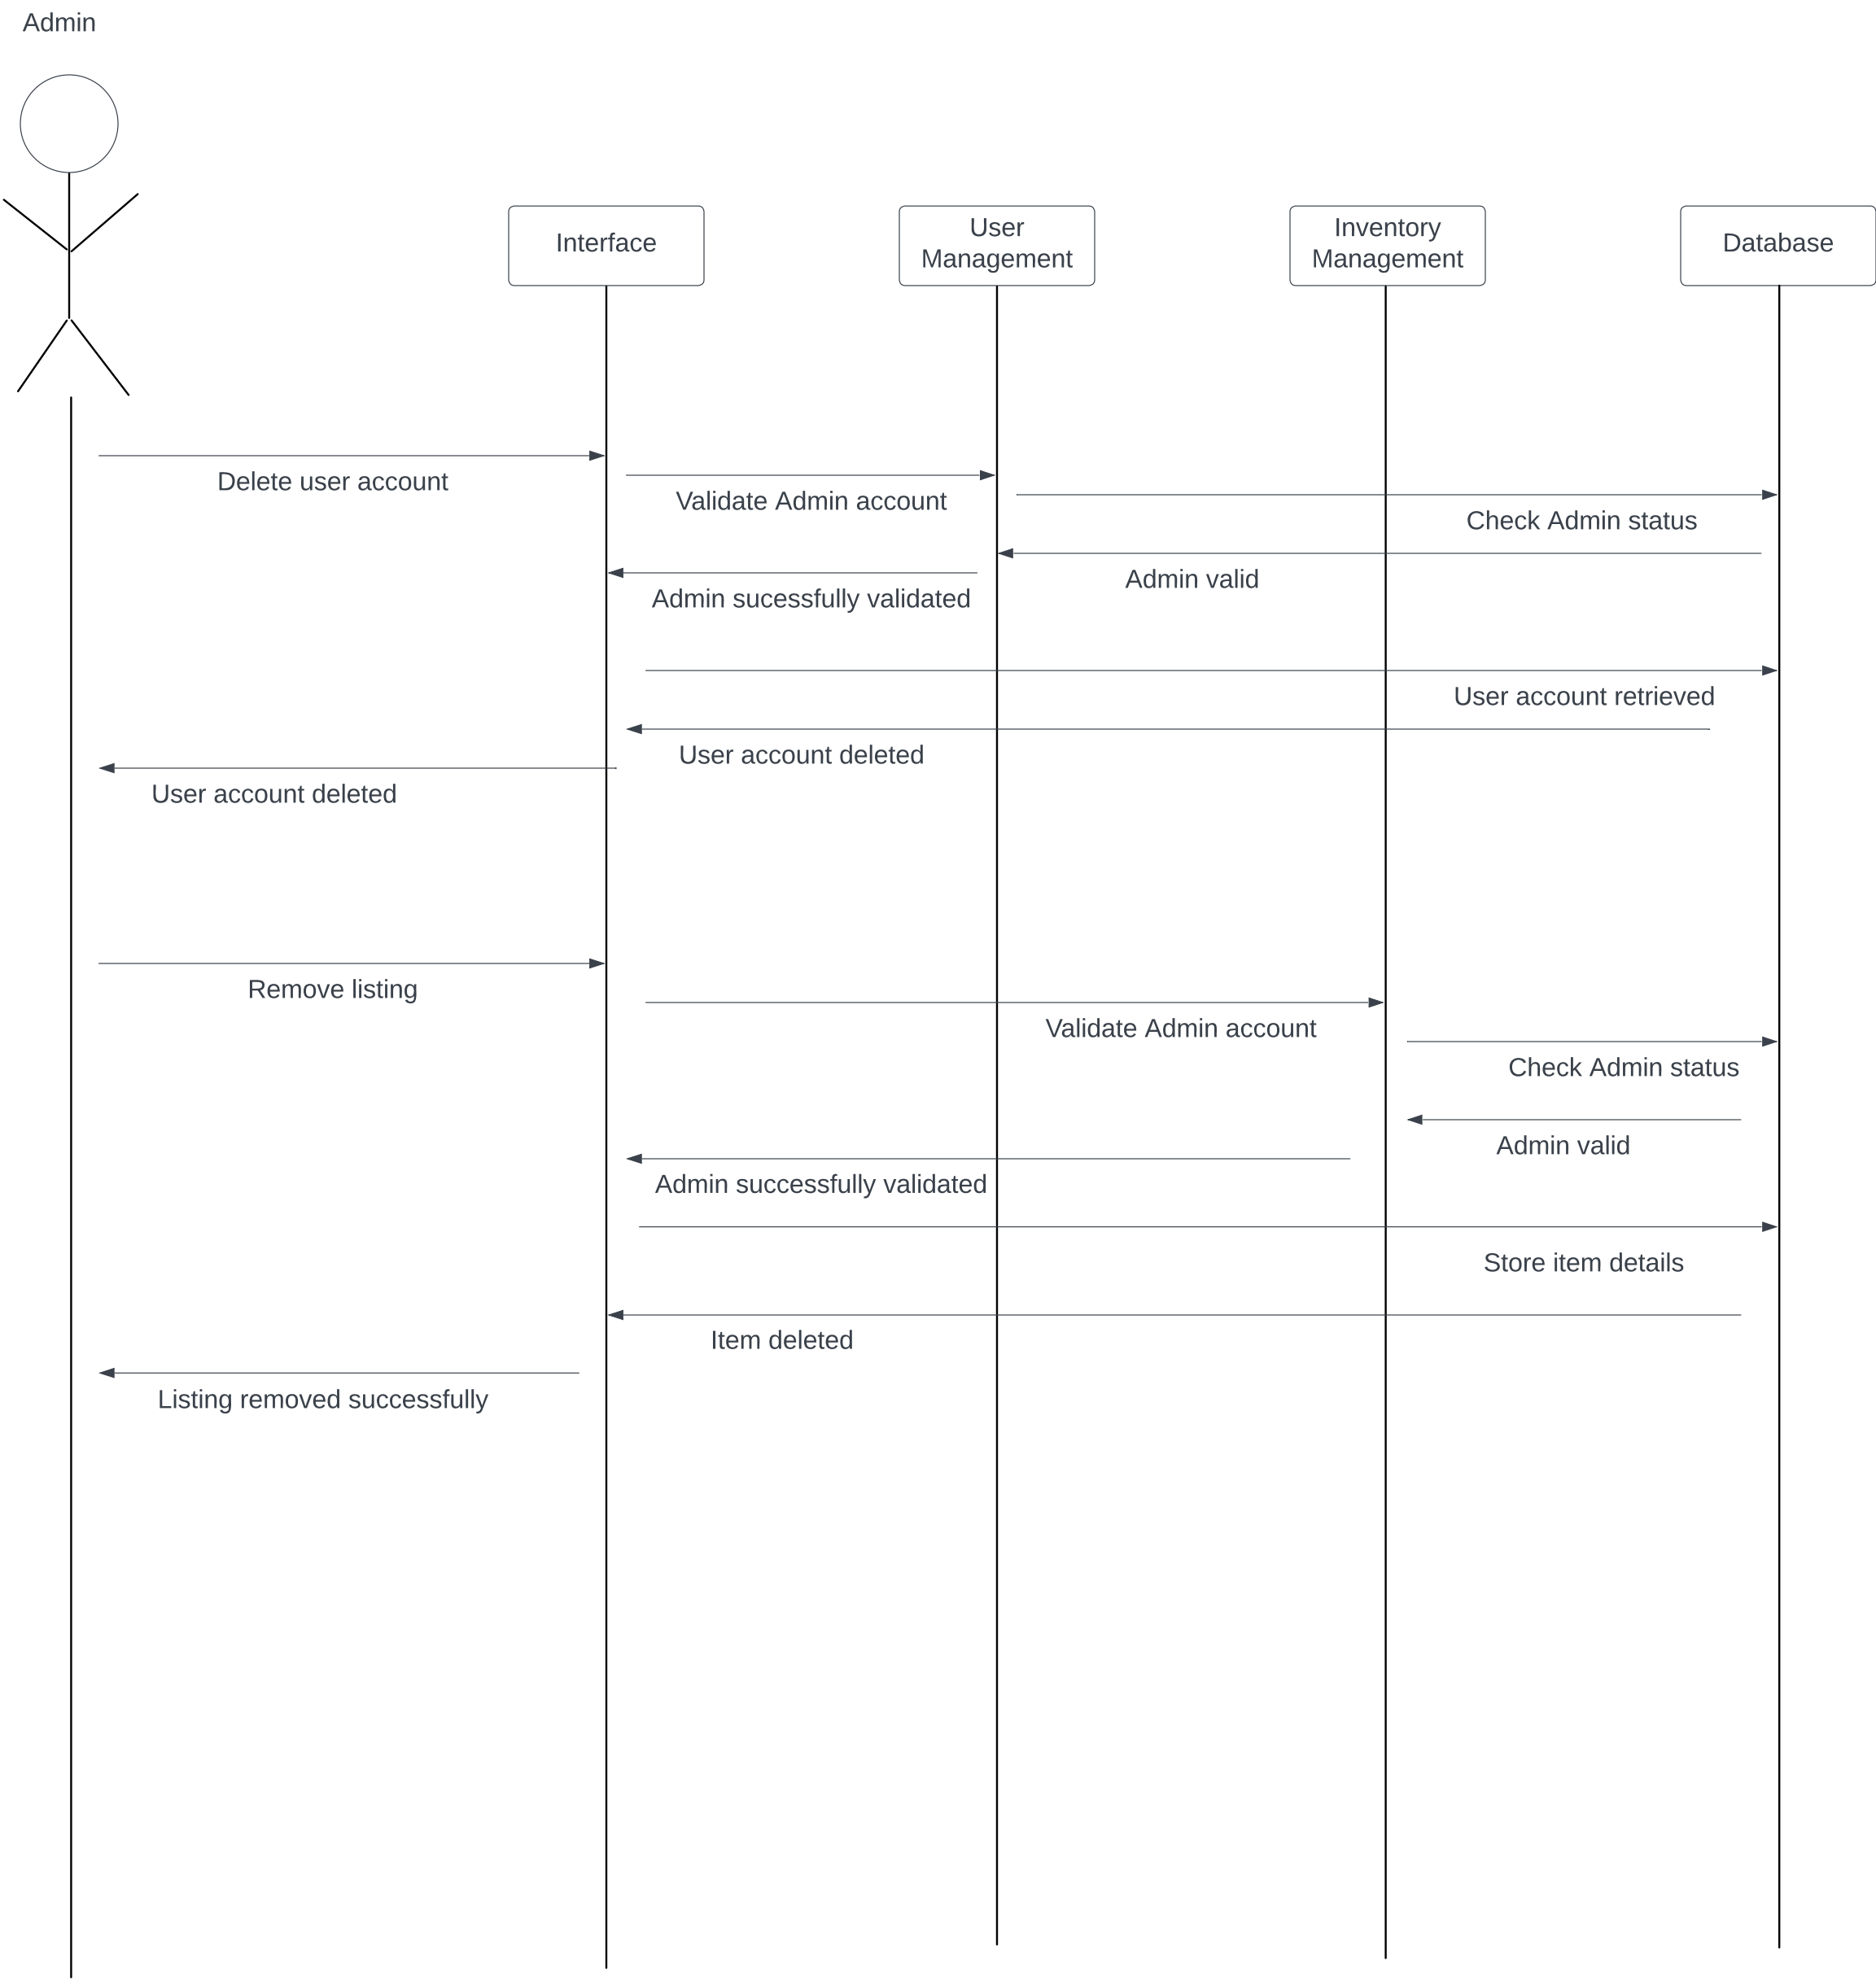 Admin
Interface
User
Management
Inventory
Management
Database
Delete user account
Validate Admin account
Check Admin status
Admin valid
Admin sucessfully validated
User account retrieved
User account deleted
User account deleted
Remove listing
Validate Admin account
Check Admin status
Admin valid
Admin successfully validated
Store item details
Item deleted
Listing removed successfully